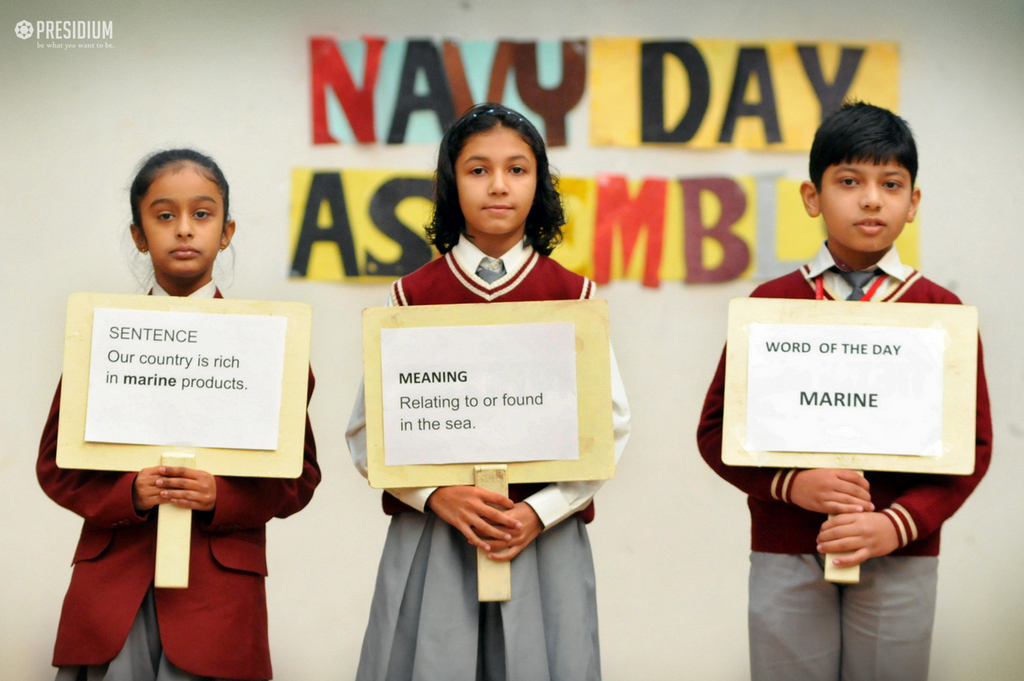 PRESIDIUM
be what you want to be.
NAVY DAY
ASSEMBLY
SENTENCE
Our country is rich
in marine products.
MEANING
Relating to or found
in the sea.
WORD OF THE DAY
MARINE